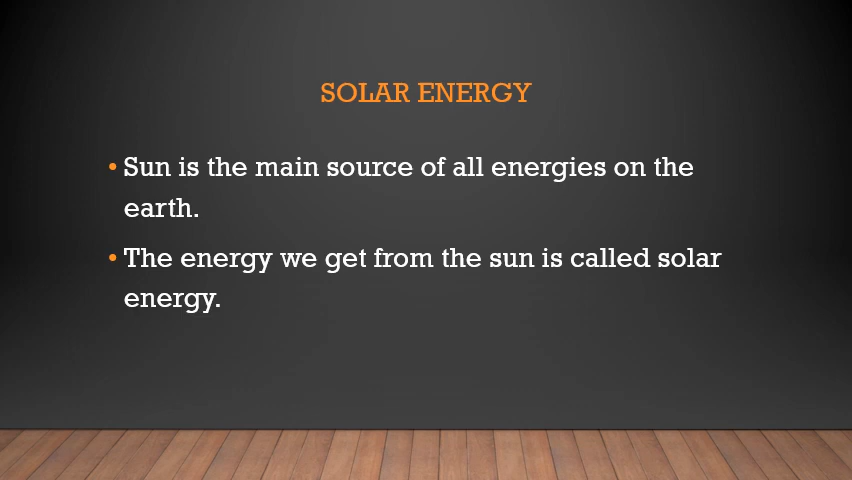 SOLAR ENERGY
• Sun is the main source of all energies on the
earth.
• The energy we get from the sun is called solar
energy.